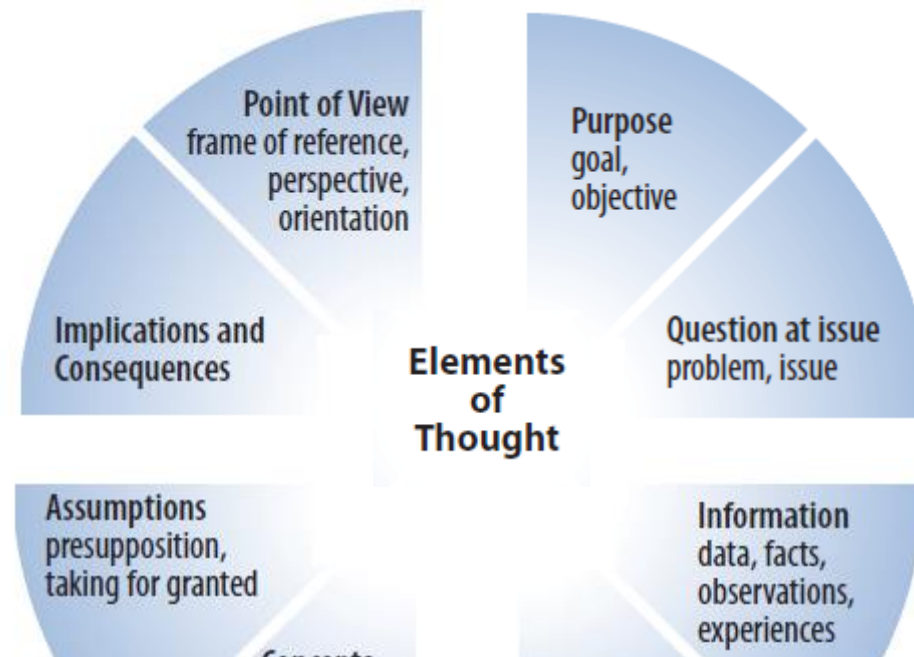 Point of View
frame of reference,
perspective,
orientation
Purpose
goal,
objective
Implications and
Consequences
Elements
of
Thought
Question at issue
problem, issue
Assumptions
presupposition,
taking for granted
Information
data, facts,
observations,
experiences